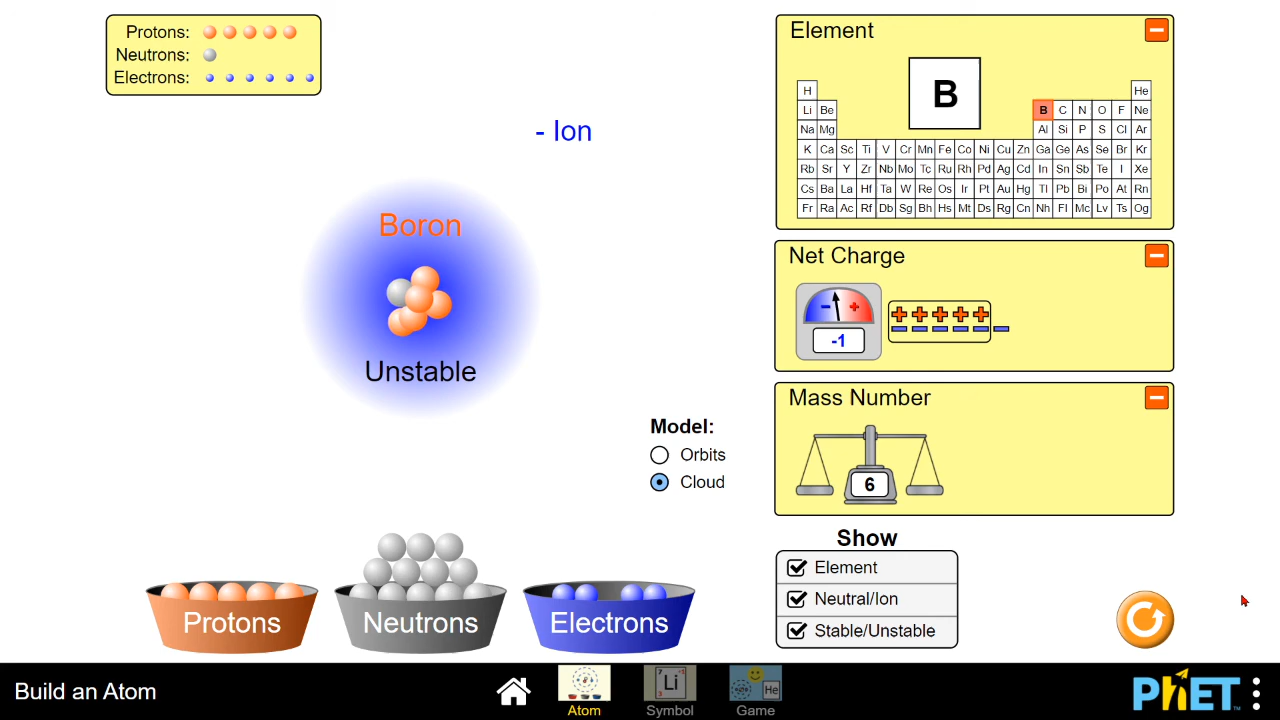 Protons:
Neutrons:
Electrons:
- Ion
Boron
Unstable
Model:
Orbits
Cloud
Protons
Neutrons
Electrons
Element
B
H He
Li Be B C N O F Ne
Na Mg Al Si P S Cl Ar
K Ca Sc Ti V Cr Mn Fe Co Ni Cu Zn Ga Ge As Se Br Kr
Rb Sr Y Zr Nb Mo Tc Ru Rh Pd Ag Cd In Sn Sb Te I Xe
Cs Ba La Hf Ta W Re Os Ir Pt Au Hg Tl Pb Bi Po At Rn
Fr Ra Ac Rf Db Sg Bh Hs Mt Ds Rg Cn Nh Fl Mc Lv Ts Og
Net Charge
- +
-1
Mass Number
6
Show
Element
Neutral/Ion
Stable/Unstable
Build an Atom
Atom
Li
Symbol
He
Game
PhET